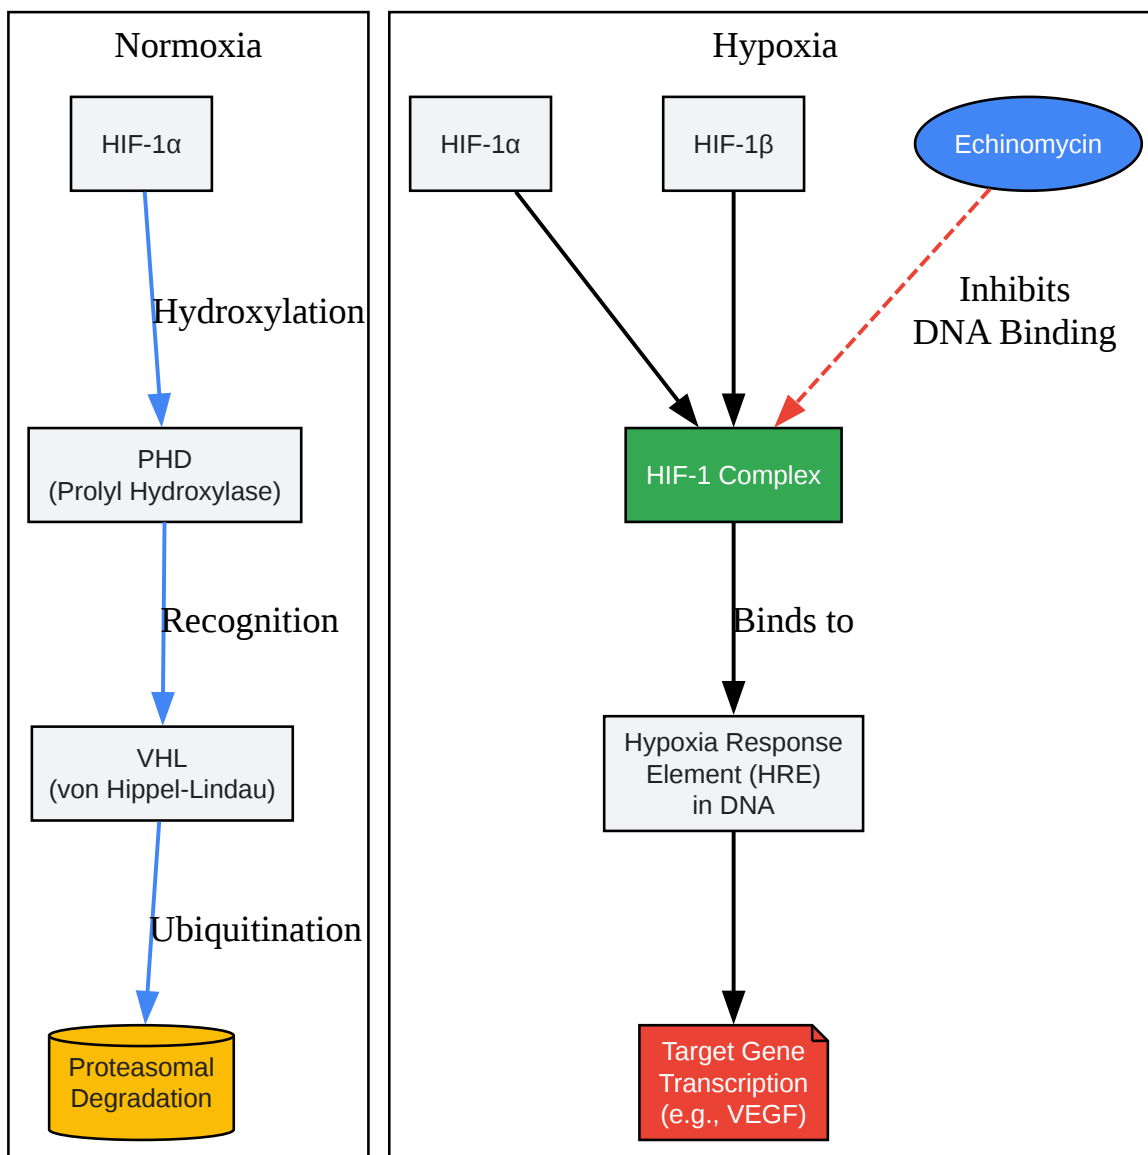 Normoxia
HIF-1α
Hydroxylation
PHD
(Prolyl Hydroxylase)
Recognition
VHL
(von Hippel-Lindau)
Ubiquitination
Proteasomal
Degradation
Hypoxia
HIF-1α
HIF-1β
Echinomycin
Inhibits
DNA Binding
HIF-1 Complex
Binds to
Hypoxia Response
Element (HRE)
in DNA
Target Gene
Transcription
(e.g., VEGF)